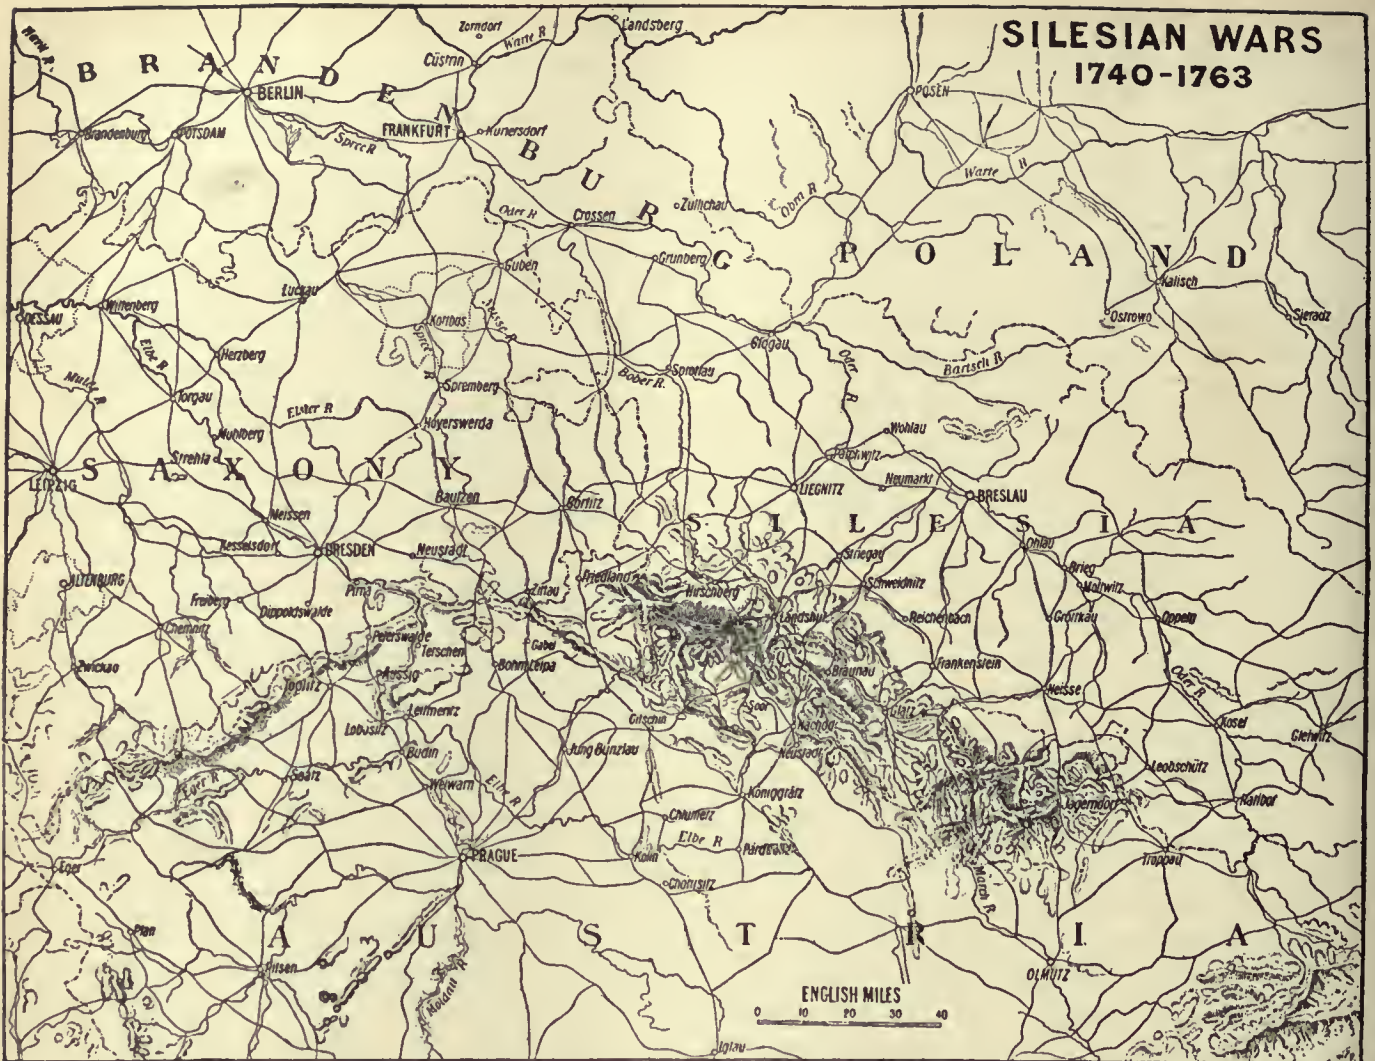 SILESIAN WARS
1740-1763
Zorndorf
Landsberg
Havel R.
Warte R
Cüstrin
BRANDENBURG
BERLIN
POSEN
Brandenburg
POTSDAM
FRANKFURT
Kunersdorf
Spree R
Warte R
Zullichau
Obra R
Oder R
Crossen
POLAND
Guben
Grunberg
Kalisch
Luckau
DESSAU
Wittenberg
Kottbus
Neisse R
Ostrowo
Sieradz
Elbe R
Herzberg
Spree R
Glogau
Oder R
Bartsch R
Mulde R
Bober R.
Sprottau
Torgau
Spremberg
Elster R
Hoyerswerda
Muhlberg
Wohlau
Strehla
SAXONY
Parchwitz
LEIPZIG
LIEGNITZ
Neumarkt
BRESLAU
Bautzen
Görlitz
Meissen
SILESIA
Kesselsdorf
DRESDEN
Neustadt
Striegau
Ohlau
ALTENBURG
Pirna
Zittau
Friedland
Hirschberg
Schweidnitz
Brieg
Mollwitz
Freiberg
Dippoldswalde
Landshut
Reichenbach
Grottkau
Oppeln
Chemnitz
Peterswalde
Tetschen
Gabel
Zwickau
Aussig
Bohm Leipa
Braunau
Frankenstein
Töplitz
Neisse
Oder R
Leitmeritz
Lobositz
Gitschin
Soor
Nachod
Glatz
Kosel
Gleiwitz
Budin
Jung Bunzlau
Neustadt
Eger R
Saatz
Welwarn
Elbe R
Leobschütz
Königgrätz
Jägerndorf
Ratibor
Chlumetz
PRAGUE
Kolin
Elbe R
Troppau
Eger
Chotusitz
March R
AUSTRIA
Plan
Pilsen
Moldau R
OLMÜTZ
ENGLISH MILES
0 10 20 30 40
Iglau